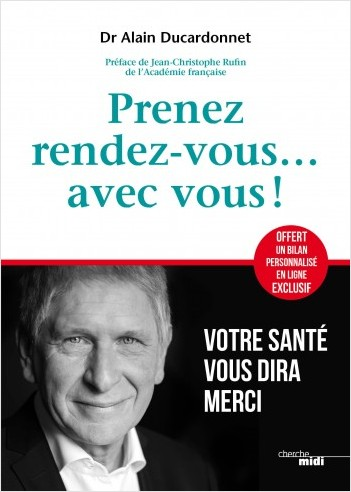 Dr Alain Ducardonnet
Préface de Jean-Christophe Rufin
de l'Académie française
Prenez
rendez-vous...
avec vous !
OFFERT
UN BILAN
PERSONNALISÉ
EN LIGNE
EXCLUSIF
VOTRE SANTÉ
VOUS DIRA
MERCI
cherche
midi